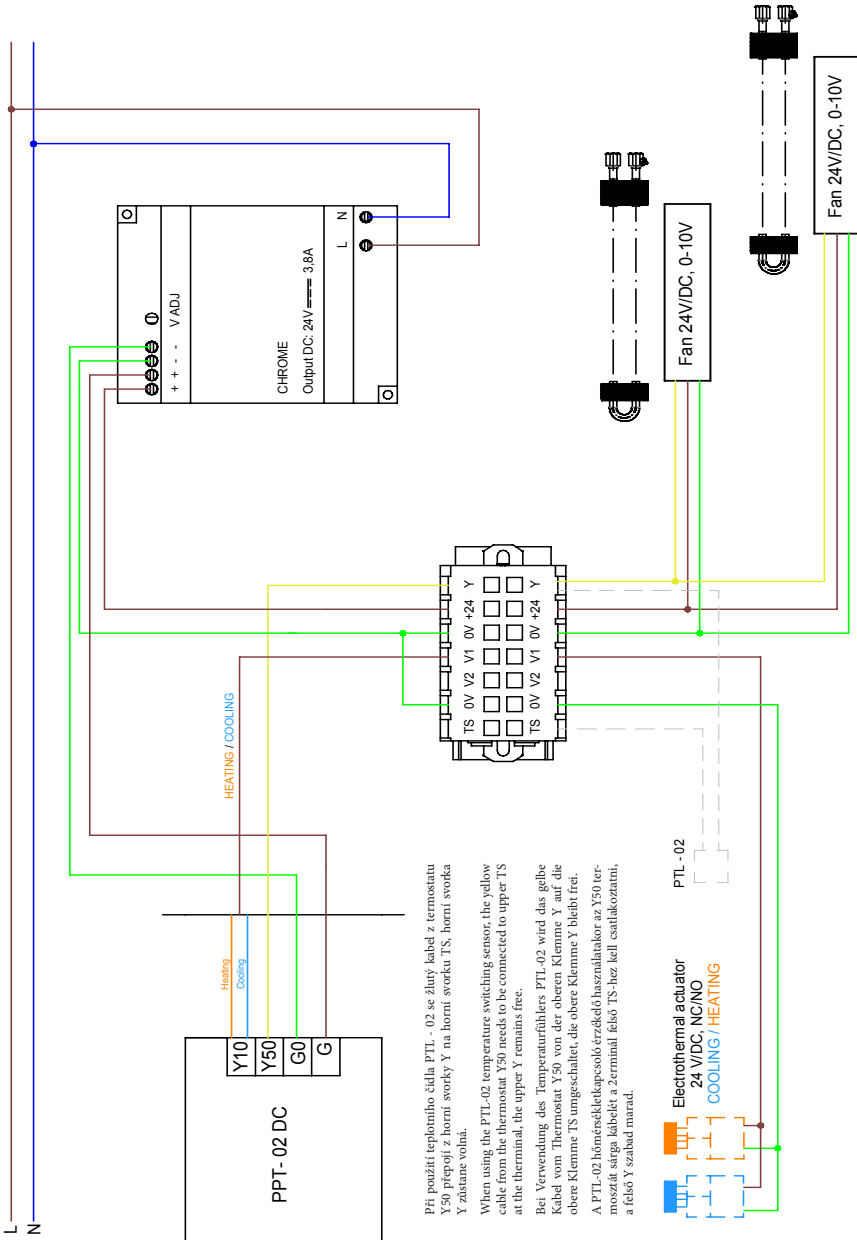 L
N
PPT- 02 DC
Y10
Y50
G0
G
Heating
Cooling
HEATING / COOLING
+ + - - V ADJ
CHROME
Output DC: 24V 3,8A
L N
TS 0V V2 V1 0V +24 Y
TS 0V V2 V1 0V +24 Y
Fan 24V/DC, 0-10V
Fan 24V/DC, 0-10V
Při použití teplotního čidla PTL - 02 se žlutý kabel z termostatu
Y50 přepojí z horní svorky Y na horní svorku TS, horní svorka
Y zůstane volná.
When using the PTL-02 temperature switching sensor, the yellow
cable from the thermostat Y50 needs to be connected to upper TS
at the therminal, the upper Y remains free.
Bei Verwendung des Temperaturfühlers PTL-02 wird das gelbe
Kabel vom Thermostat Y50 von der oberen Klemme Y auf die
obere Klemme TS umgeschaltet, die obere Klemme Y bleibt frei.
A PTL-02 hőmérsékletkapcsoló érzékelő használatakor az Y50 ter-
mosztát sárga kábelét a 2erminál felső TS-hez kell csatlakoztatni,
a felső Y szabad marad.
PTL - 02
Electrothermal actuator
24 V/DC, NC/NO
COOLING / HEATING